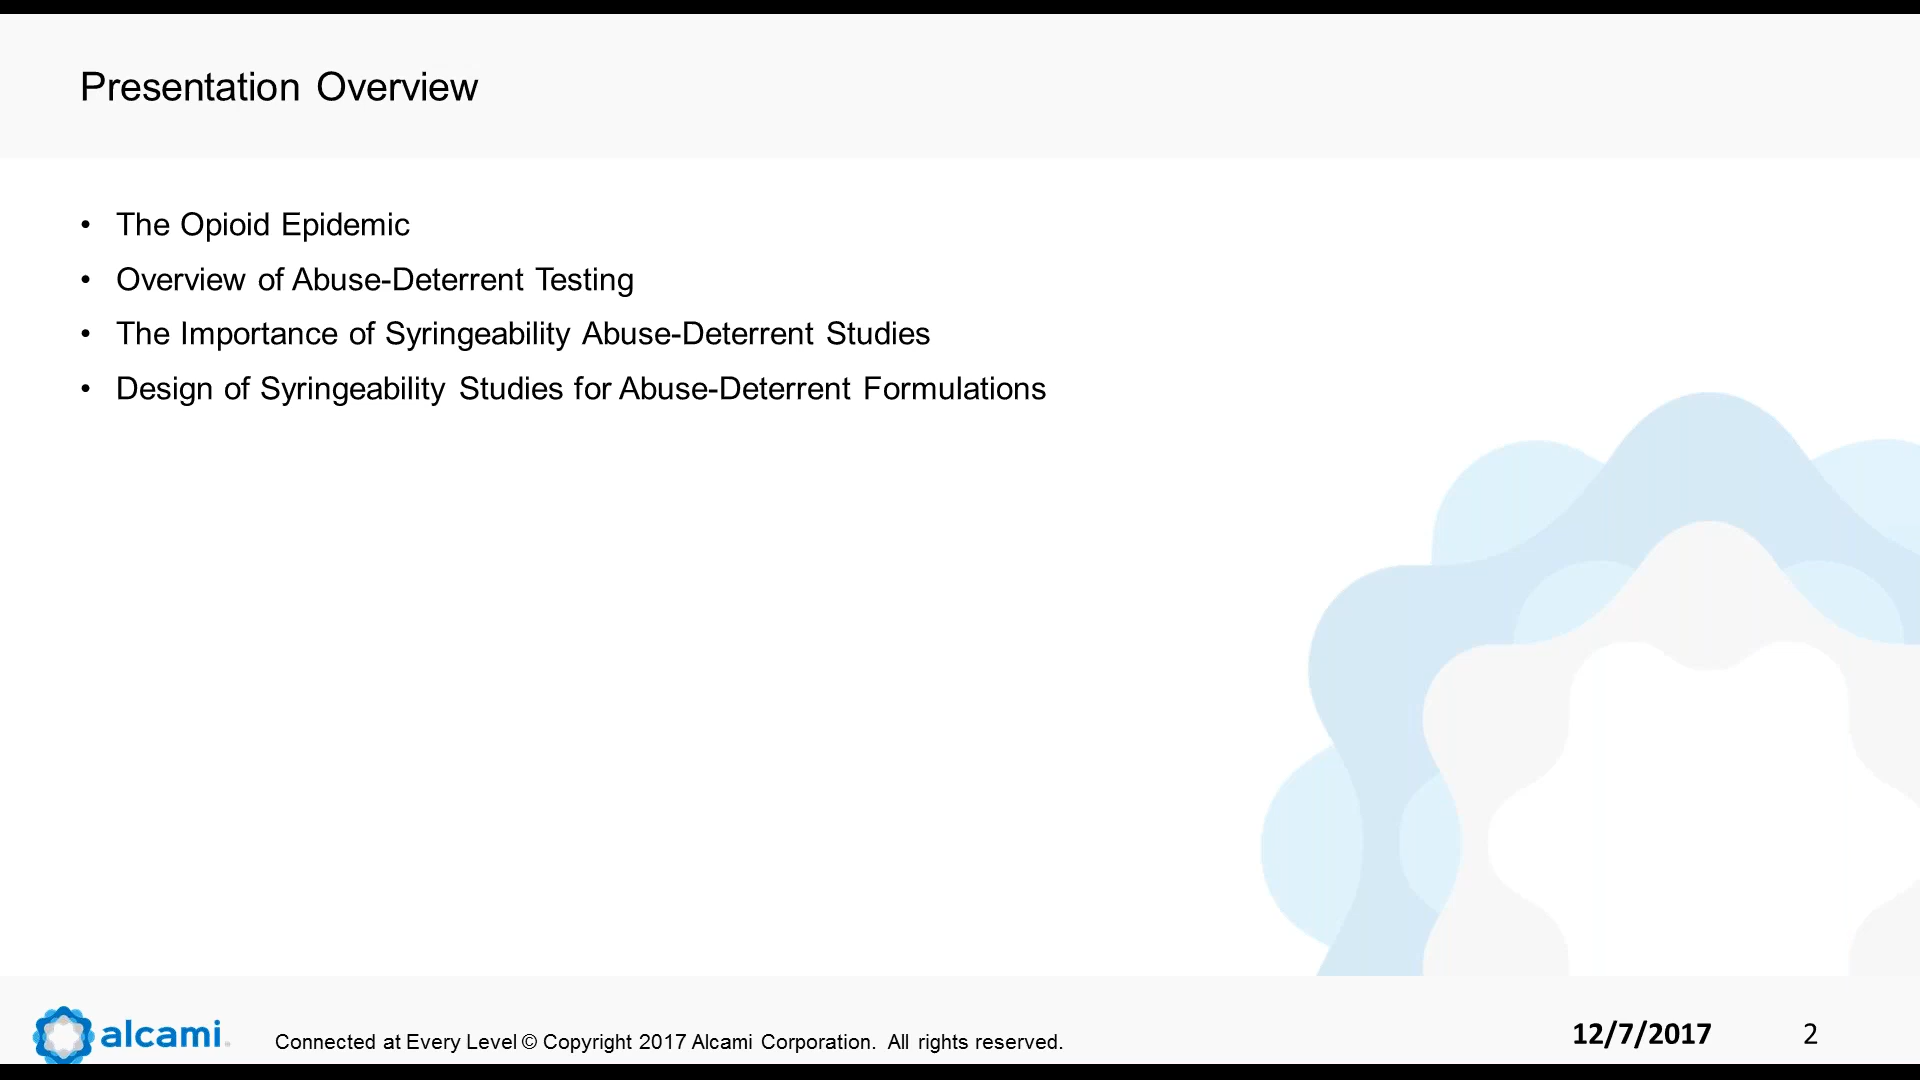 Presentation Overview
• The Opioid Epidemic
• Overview of Abuse-Deterrent Testing
• The Importance of Syringeability Abuse-Deterrent Studies
• Design of Syringeability Studies for Abuse-Deterrent Formulations
alcami
Connected at Every Level © Copyright 2017 Alcami Corporation. All rights reserved.
12/7/2017
2